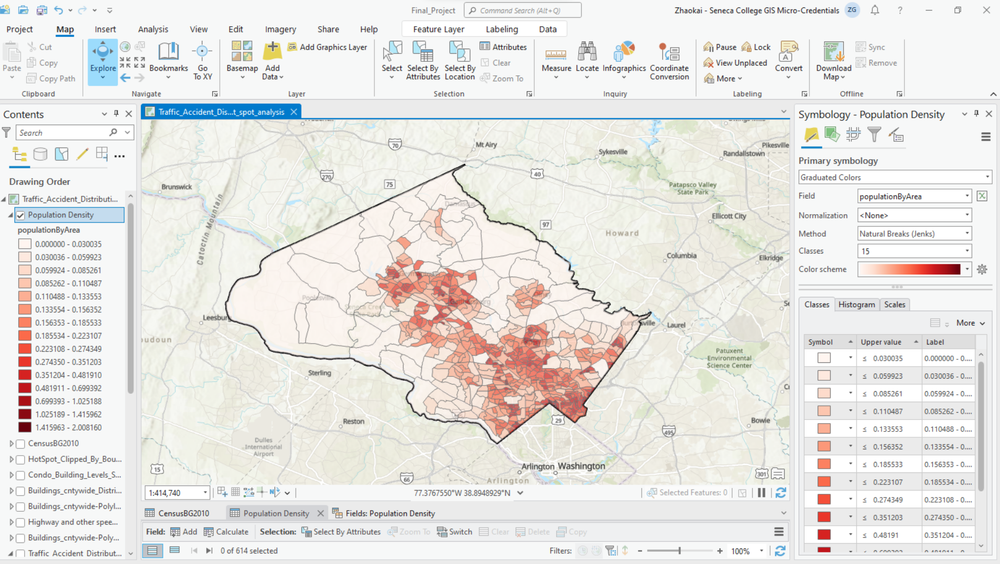 Final_Project
Command Search (Alt+Q)
Zhaokai - Seneca College GIS Micro-Credentials
ZG
?
Project Map Insert Analysis View Edit Imagery Share Help Feature Layer Labeling Data
Paste
Cut
Copy
Copy Path
Clipboard
Explore
Bookmarks
Go To XY
Navigate
Basemap
Add Data
Add Graphics Layer
Layer
Select
Select By Attributes
Select By Location
Attributes
Clear
Zoom To
Selection
Measure
Locate
Infographics
Coordinate Conversion
Inquiry
Pause
Lock
View Unplaced
More
Convert
Labeling
Download Map
Sync
Remove
Offline
Contents
Search
Drawing Order
Traffic_Accident_Distributi...
Population Density
populationByArea
0.000000 - 0.030035
0.030036 - 0.059923
0.059924 - 0.085261
0.085262 - 0.110487
0.110488 - 0.133553
0.133554 - 0.156352
0.156353 - 0.185533
0.185534 - 0.223107
0.223108 - 0.274349
0.274350 - 0.351203
0.351204 - 0.481910
0.481911 - 0.699392
0.699393 - 1.025188
1.025189 - 1.415962
1.415963 - 2.008160
CensusBG2010
HotSpot_Clipped_By_Bou...
Condo_Building_Levels_S...
Buildings_cntywide_Distri...
Buildings_cntywide-Polyl...
Highway and other spee...
Buildings_cntywide-Poly...
Traffic Accident Distribut...
Traffic_Accident_Dis...t_spot_analysis
70
Mt Airy
Sykesville
Pikesville
Randallstown
270
75
40
Brunswick
Catoctin Mountain
Patapsco Valley
State Park
Damascus
Ellicott City
97
Howard
Columbia
Elkridge
Germantown
Poolesville
Seneca Creek
State Park
Gaithersburg
Olney
Leesburg
Burtonsville
Laurel
oudoun
Patuxent
Environmental
Science Center
Sterling
Reston
29
Bowie
Dulles
International
Airport
495
15
Arlington
Washington
Arlington
66
301
1:414,740
77.3767550°W 38.8948929°N
Selected Features: 0
CensusBG2010
Population Density
Fields: Population Density
Field: Add Calculate Selection: Select By Attributes Zoom To Switch Clear Delete Copy
0 of 614 selected
Filters:
- + 100%
Symbology - Population Density
Primary symbology
Graduated Colors
Field populationByArea
Normalization <None>
Method Natural Breaks (Jenks)
Classes 15
Color scheme
Classes Histogram Scales
More
Symbol Upper value Label
≤ 0.030035 0.000000 - 0....
≤ 0.059923 0.030036 - 0....
≤ 0.085261 0.059924 - 0....
≤ 0.110487 0.085262 - 0....
≤ 0.133553 0.110488 - 0....
≤ 0.156352 0.133554 - 0....
≤ 0.185533 0.156353 - 0....
≤ 0.223107 0.185534 - 0....
≤ 0.274349 0.223108 - 0....
≤ 0.351203 0.274350 - 0....
≤ 0.48191 0.351204 - 0....